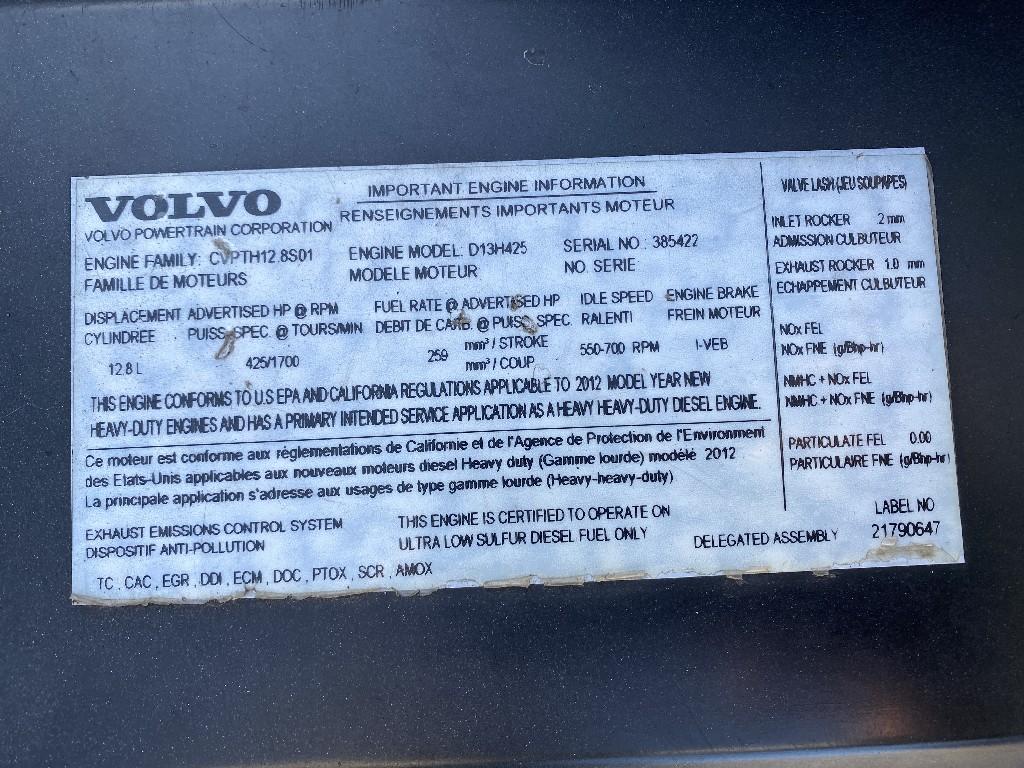 VOLVO
VOLVO POWERTRAIN CORPORATION
IMPORTANT ENGINE INFORMATION
RENSEIGNEMENTS IMPORTANTS MOTEUR
ENGINE FAMILY: CVPTH12.8S01
FAMILLE DE MOTEURS
ENGINE MODEL: D13H425
MODELE MOTEUR
SERIAL NO : 385422
NO. SERIE
DISPLACEMENT
CYLINDREE
12.8 L
ADVERTISED HP @ RPM
PUISS. SPEC. @ TOURS/MIN
425/1700
FUEL RATE @ ADVERTISED HP
DEBIT DE CARB. @ PUISS. SPEC.
259 mm³ / STROKE
mm³ / COUP
IDLE SPEED
RALENTI
550-700 RPM
ENGINE BRAKE
FREIN MOTEUR
I-VEB
THIS ENGINE CONFORMS TO U.S EPA AND CALIFORNIA REGULATIONS APPLICABLE TO 2012 MODEL YEAR NEW
HEAVY-DUTY ENGINES AND HAS A PRIMARY INTENDED SERVICE APPLICATION AS A HEAVY HEAVY-DUTY DIESEL ENGINE.
Ce moteur est conforme aux réglementations de Californie et de l'Agence de Protection de l'Environment
des Etats-Unis applicables aux nouveaux moteurs diesel Heavy duty (Gamme lourde) modéle 2012
La principale application s'adresse aux usages de type gamme lourde (Heavy-heavy-duty)
EXHAUST EMISSIONS CONTROL SYSTEM
DISPOSITIF ANTI-POLLUTION
TC , CAC , EGR , DDI , ECM , DOC , PTOX , SCR , AMOX
THIS ENGINE IS CERTIFIED TO OPERATE ON
ULTRA LOW SULFUR DIESEL FUEL ONLY
DELEGATED ASSEMBLY
VALVE LASH (JEU SOUPAPES)
INLET ROCKER .2 mm
ADMISSION CULBUTEUR
EXHAUST ROCKER 1.0 mm
ECHAPPEMENT CULBUTEUR
NOx FEL
NOx FNE (g/Bhp-hr)
NMHC + NOx FEL
NMHC + NOx FNE (g/Bhp-hr)
PARTICULATE FEL 0.00
PARTICULAIRE FNE (g/Bhp-hr)
LABEL NO
21790647